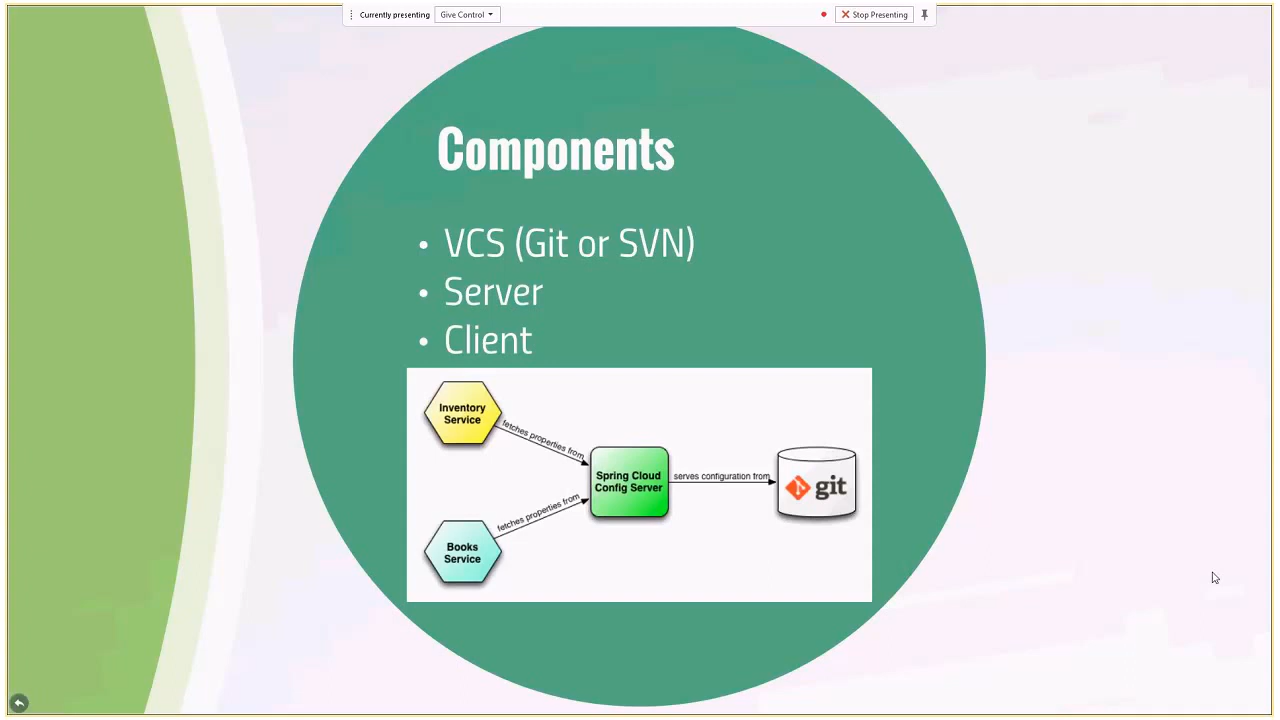 Currently presenting
Give Control
Stop Presenting
Components
• VCS (Git or SVN)
• Server
• Client
Inventory
Service
fetches properties from
Spring Cloud
Config Server
serves configuration from
git
fetches properties from
Books
Service